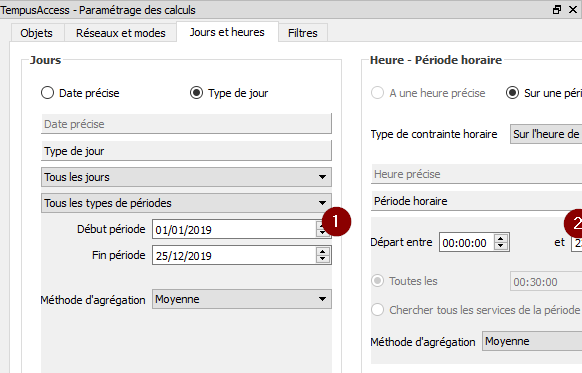 TempusAccess - Paramétrage des calculs
Objets Réseaux et modes Jours et heures Filtres
Jours
Date précise Type de jour
Date précise
Type de jour
Tous les jours
Tous les types de périodes
Début période 01/01/2019 1
Fin période 25/12/2019
Méthode d'agrégation Moyenne
Heure - Période horaire
A une heure précise Sur une péri
Type de contrainte horaire Sur l'heure de
Heure précise
Période horaire
2
Départ entre 00:00:00 et 2
Toutes les 00:30:00
Chercher tous les services de la période
Méthode d'agrégation Moyenne